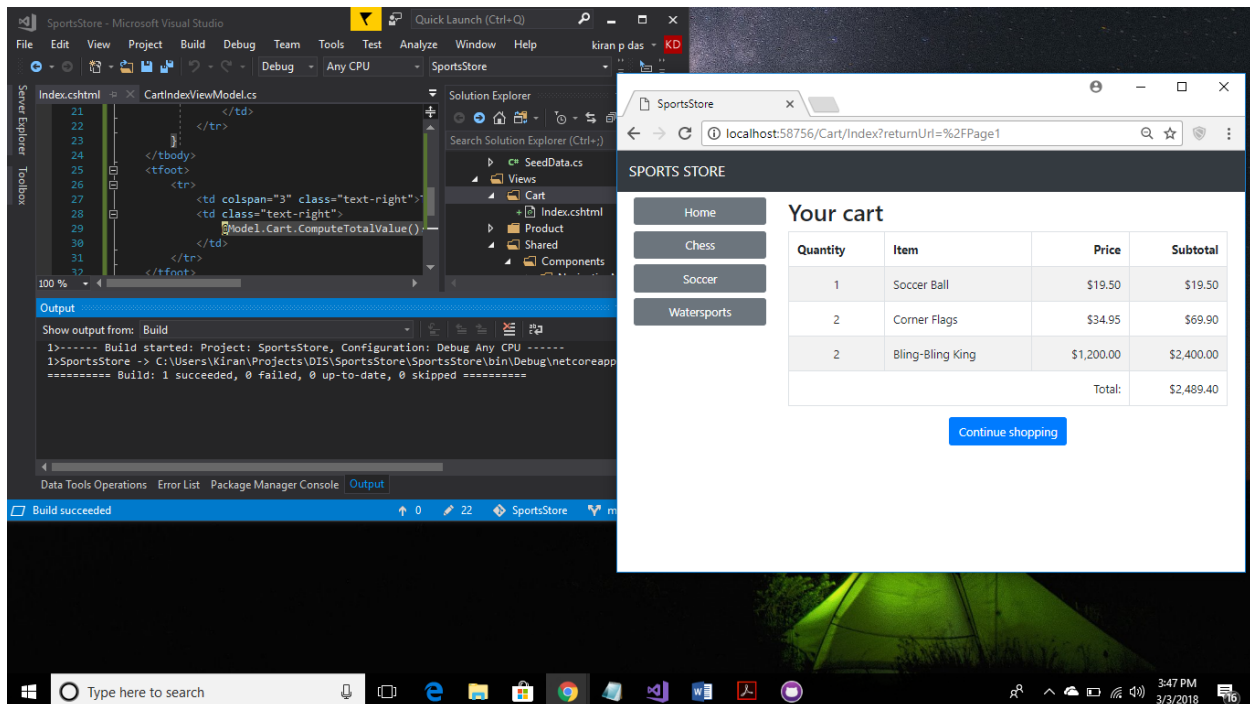 SportsStore - Microsoft Visual Studio
Quick Launch (Ctrl+Q)
File Edit View Project Build Debug Team Tools Test Analyze Window Help kiran p das KD
Debug Any CPU SportsStore
Server Explorer
Toolbox
Index.cshtml CartIndexViewModel.cs
21 </td>
22 </tr>
23 }
24 </tbody>
25 <tfoot>
26 <tr>
27 <td colspan="3" class="text-right">
28 <td class="text-right">
29 @Model.Cart.ComputeTotalValue()
30 </td>
31 </tr>
32 </tfoot>
100 %
Solution Explorer
Search Solution Explorer (Ctrl+;)
C# SeedData.cs
Views
Cart
Index.cshtml
Product
Shared
Components
Output
Show output from: Build
1>------ Build started: Project: SportsStore, Configuration: Debug Any CPU ------
1>SportsStore -> C:\Users\Kiran\Projects\DIS\SportsStore\SportsStore\bin\Debug\netcoreapp
========== Build: 1 succeeded, 0 failed, 0 up-to-date, 0 skipped ==========
Data Tools Operations Error List Package Manager Console Output
Build succeeded 0 22 SportsStore m
SportsStore
localhost:58756/Cart/Index?returnUrl=%2FPage1
SPORTS STORE
Home
Chess
Soccer
Watersports
Your cart
Quantity Item Price Subtotal
1 Soccer Ball $19.50 $19.50
2 Corner Flags $34.95 $69.90
2 Bling-Bling King $1,200.00 $2,400.00
Total: $2,489.40
Continue shopping
Type here to search
3:47 PM
3/3/2018
16